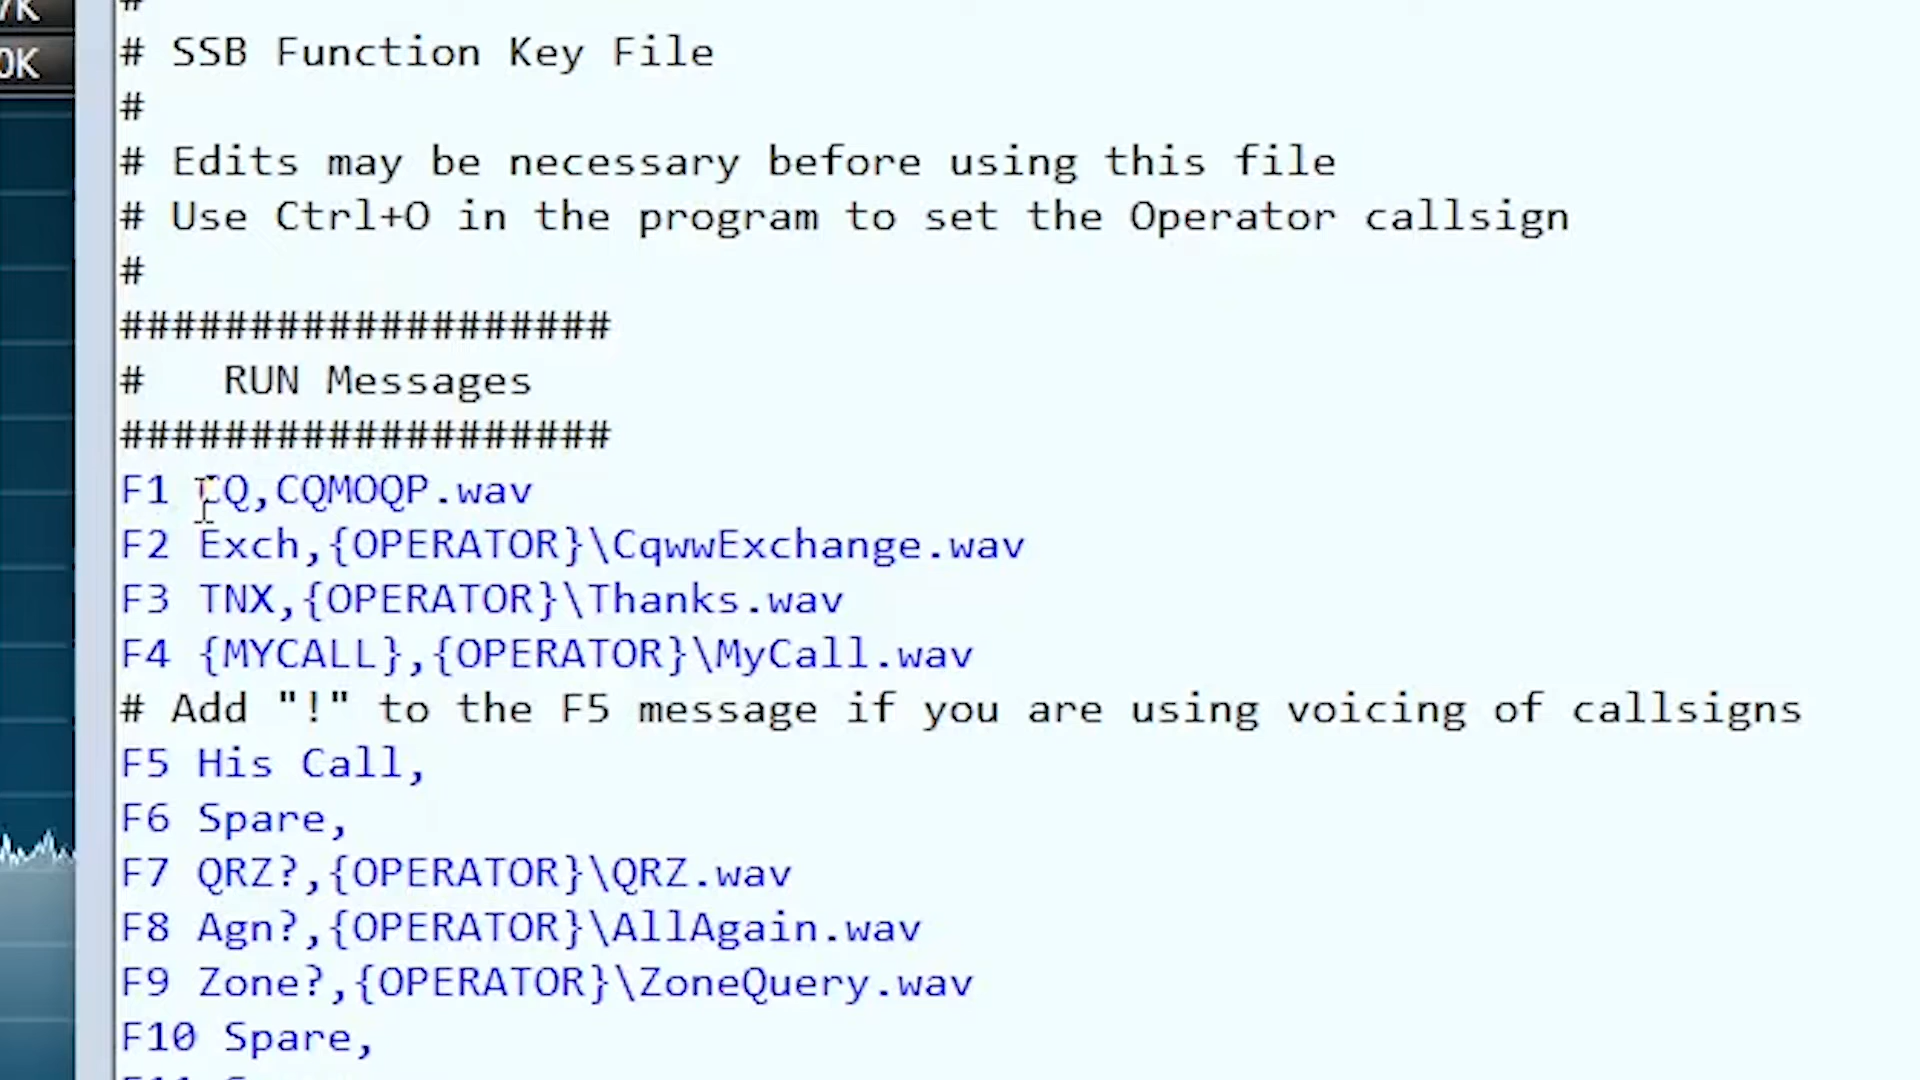 7K
0K
#
# SSB Function Key File
#
# Edits may be necessary before using this file
# Use Ctrl+O in the program to set the Operator callsign
#
###################
#   RUN Messages
###################
F1 CQ,CQMOQP.wav
F2 Exch,{OPERATOR}\CqwwExchange.wav
F3 TNX,{OPERATOR}\Thanks.wav
F4 {MYCALL},{OPERATOR}\MyCall.wav
# Add "!" to the F5 message if you are using voicing of callsigns
F5 His Call,
F6 Spare,
F7 QRZ?,{OPERATOR}\QRZ.wav
F8 Agn?,{OPERATOR}\AllAgain.wav
F9 Zone?,{OPERATOR}\ZoneQuery.wav
F10 Spare,